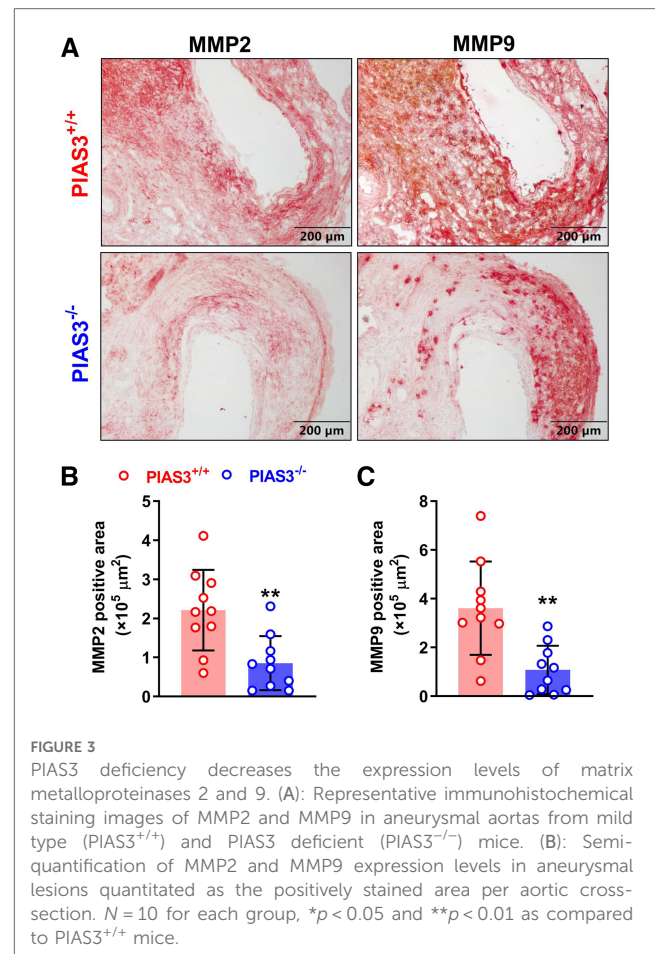 A
MMP2
MMP9
PIAS3+/+
200 μm
200 μm
PIAS3-/-
200 μm
200 μm
B
PIAS3+/+
PIAS3-/-
C
MMP2 positive area
(×10⁵ μm²)
5
4
3
2
1
0
**
MMP9 positive area
(×10⁵ μm²)
8
6
4
2
0
**
FIGURE 3
PIAS3 deficiency decreases the expression levels of matrix
metalloproteinases 2 and 9. (A): Representative immunohistochemical
staining images of MMP2 and MMP9 in aneurysmal aortas from mild
type (PIAS3+/+) and PIAS3 deficient (PIAS3−/−) mice. (B): Semi-
quantification of MMP2 and MMP9 expression levels in aneurysmal
lesions quantitated as the positively stained area per aortic cross-
section. N = 10 for each group, *p < 0.05 and **p < 0.01 as compared
to PIAS3+/+ mice.